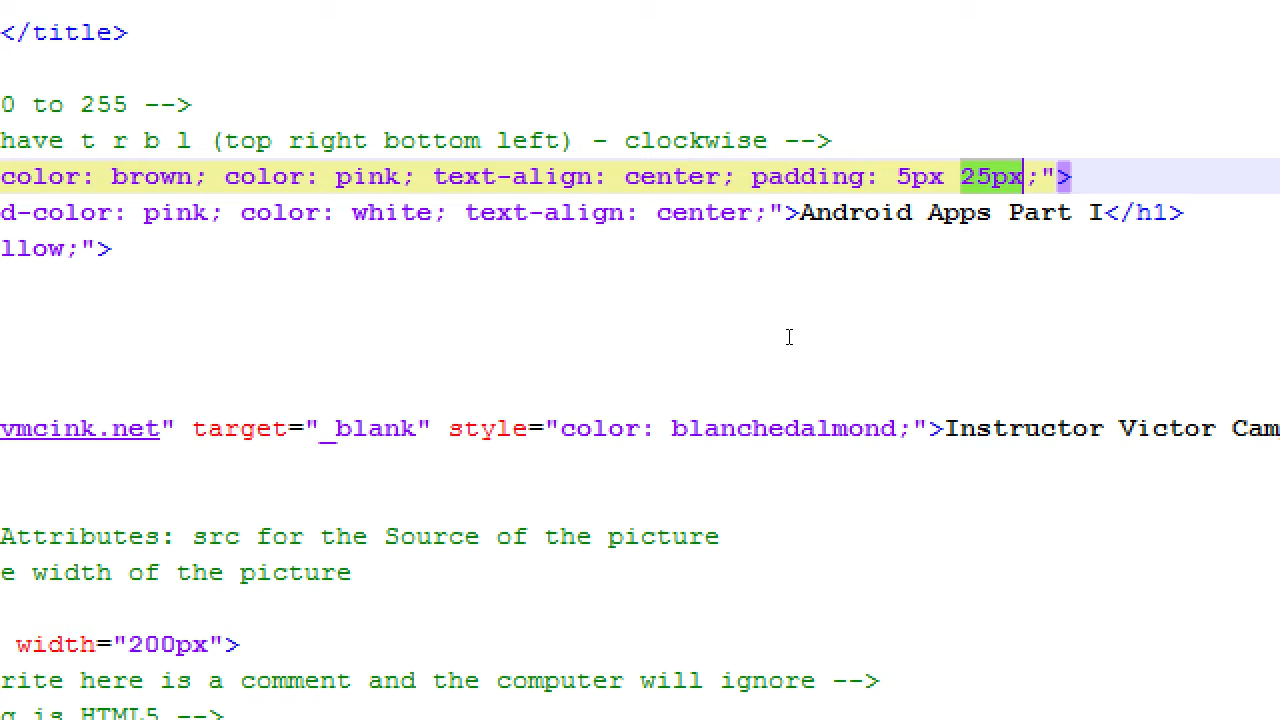 </title>
0 to 255 -->
have t r b l (top right bottom left) - clockwise -->
color: brown; color: pink; text-align: center; padding: 5px 25px;">
d-color: pink; color: white; text-align: center;">Android Apps Part I</h1>
llow;">
vmcink.net" target="_blank" style="color: blanchedalmond;">Instructor Victor Cam
Attributes: src for the Source of the picture
e width of the picture
width="200px">
rite here is a comment and the computer will ignore -->
g is HTML5 -->